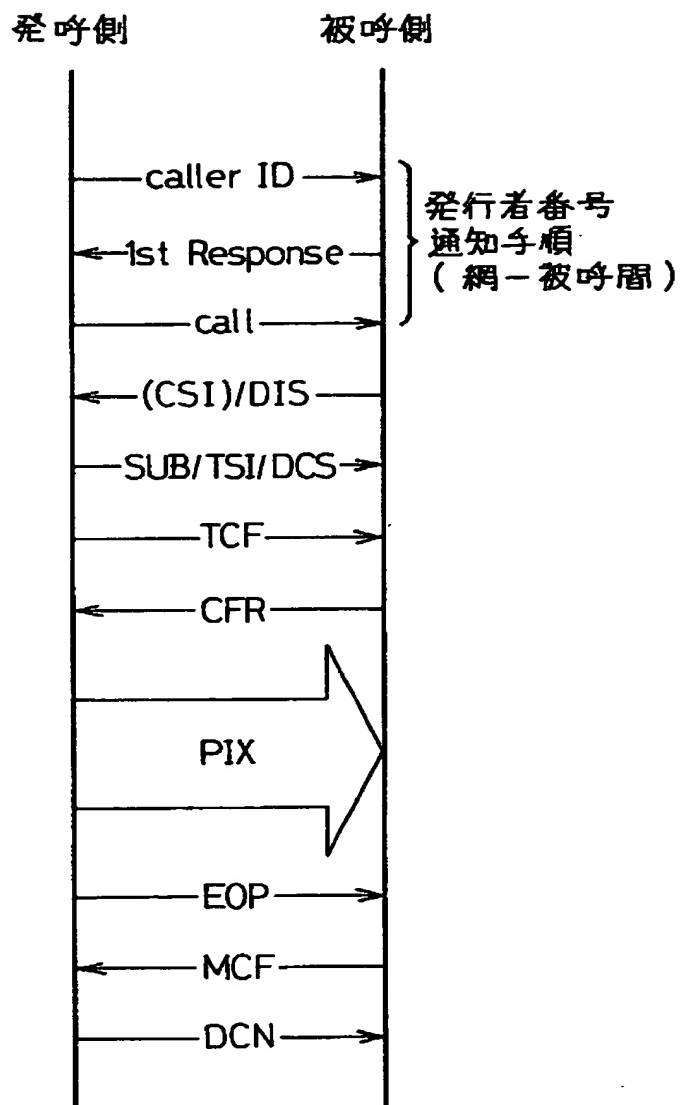 発呼側 被呼側
caller ID
発行者番号
1st Response
通知手順
(網-被呼間)
call
(CSI)/DIS
SUB/TSI/DCS
TCF
CFR
PIX
EOP
MCF
DCN